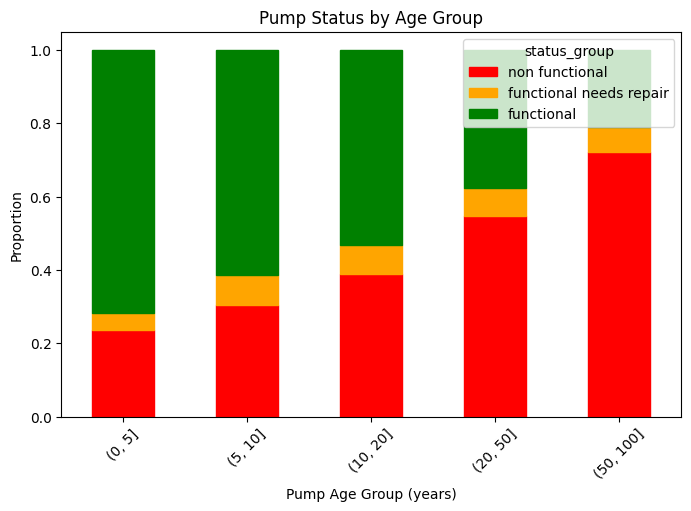 Pump Status by Age Group
status_group
non functional
functional needs repair
functional
Proportion
1.0
0.8
0.6
0.4
0.2
0.0
(0, 5]
(5, 10]
(10, 20]
(20, 50]
(50, 100]
Pump Age Group (years)